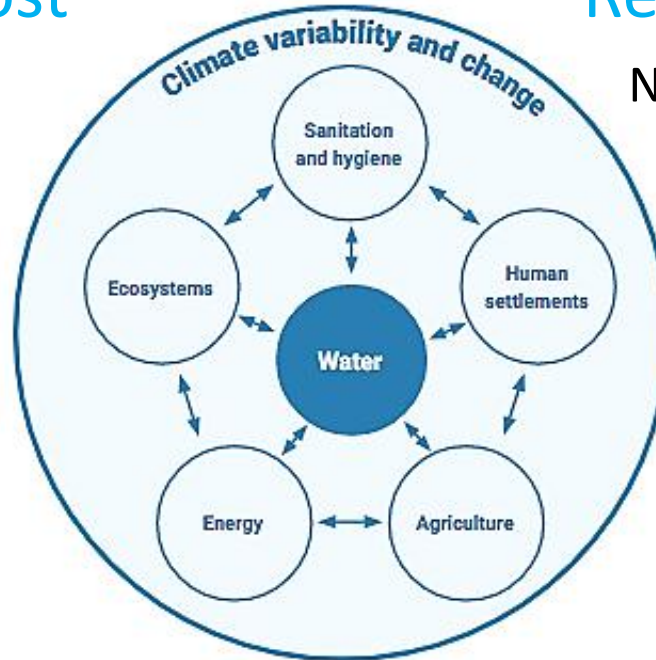 Climate variability and change
Sanitation
and hygiene
Ecosystems
Human
settlements
Water
Energy
Agriculture